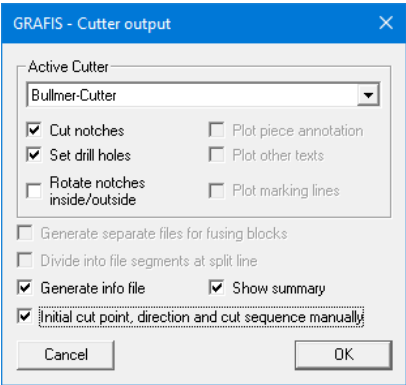 GRAFIS - Cutter output
Active Cutter
Bullmer-Cutter
Cut notches
Plot piece annotation
Set drill holes
Plot other texts
Rotate notches
inside/outside
Plot marking lines
Generate separate files for fusing blocks
Divide into file segments at split line
Generate info file
Show summary
Initial cut point, direction and cut sequence manually
Cancel
OK